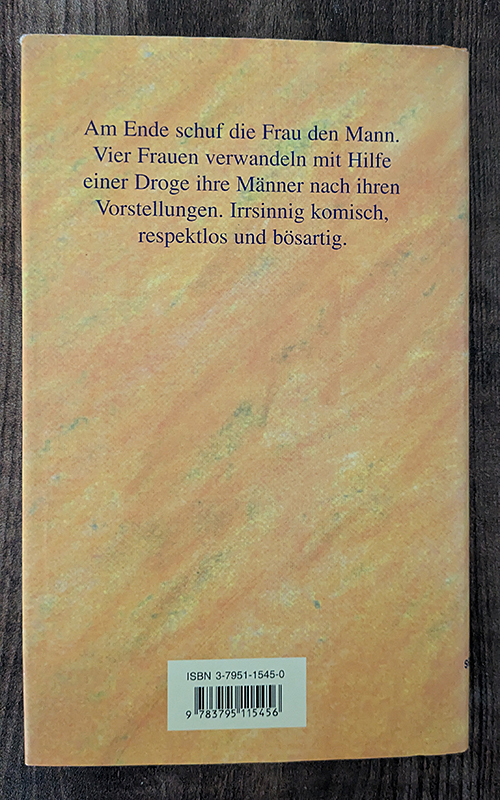 Am Ende schuf die Frau den Mann.
Vier Frauen verwandeln mit Hilfe
einer Droge ihre Männer nach ihren
Vorstellungen. Irrsinnig komisch,
respektlos und bösartig.
ISBN 3-7951-1545-0
9 783795 115456